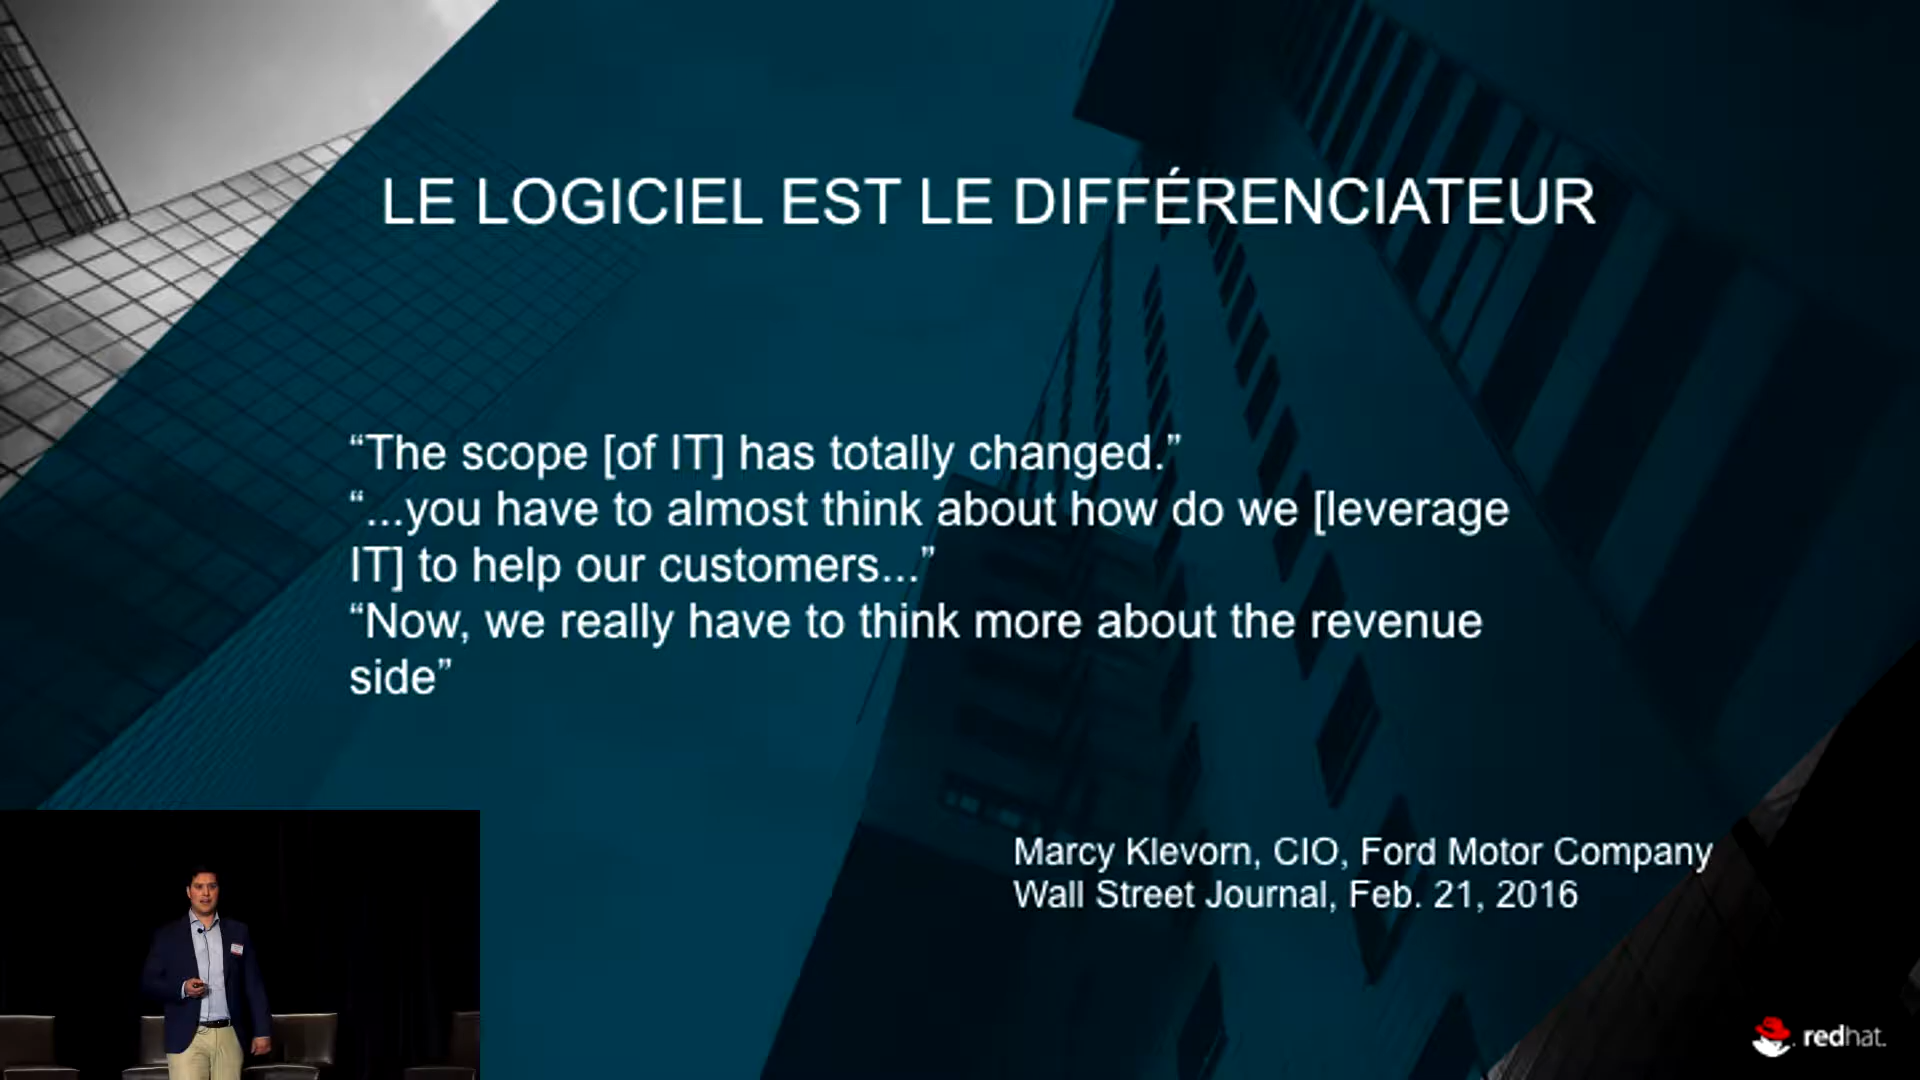 LE LOGICIEL EST LE DIFFÉRENCIATEUR
“The scope [of IT] has totally changed.”
“...you have to almost think about how do we [leverage
IT] to help our customers...”
“Now, we really have to think more about the revenue
side”
Marcy Klevorn, CIO, Ford Motor Company
Wall Street Journal, Feb. 21, 2016
redhat.